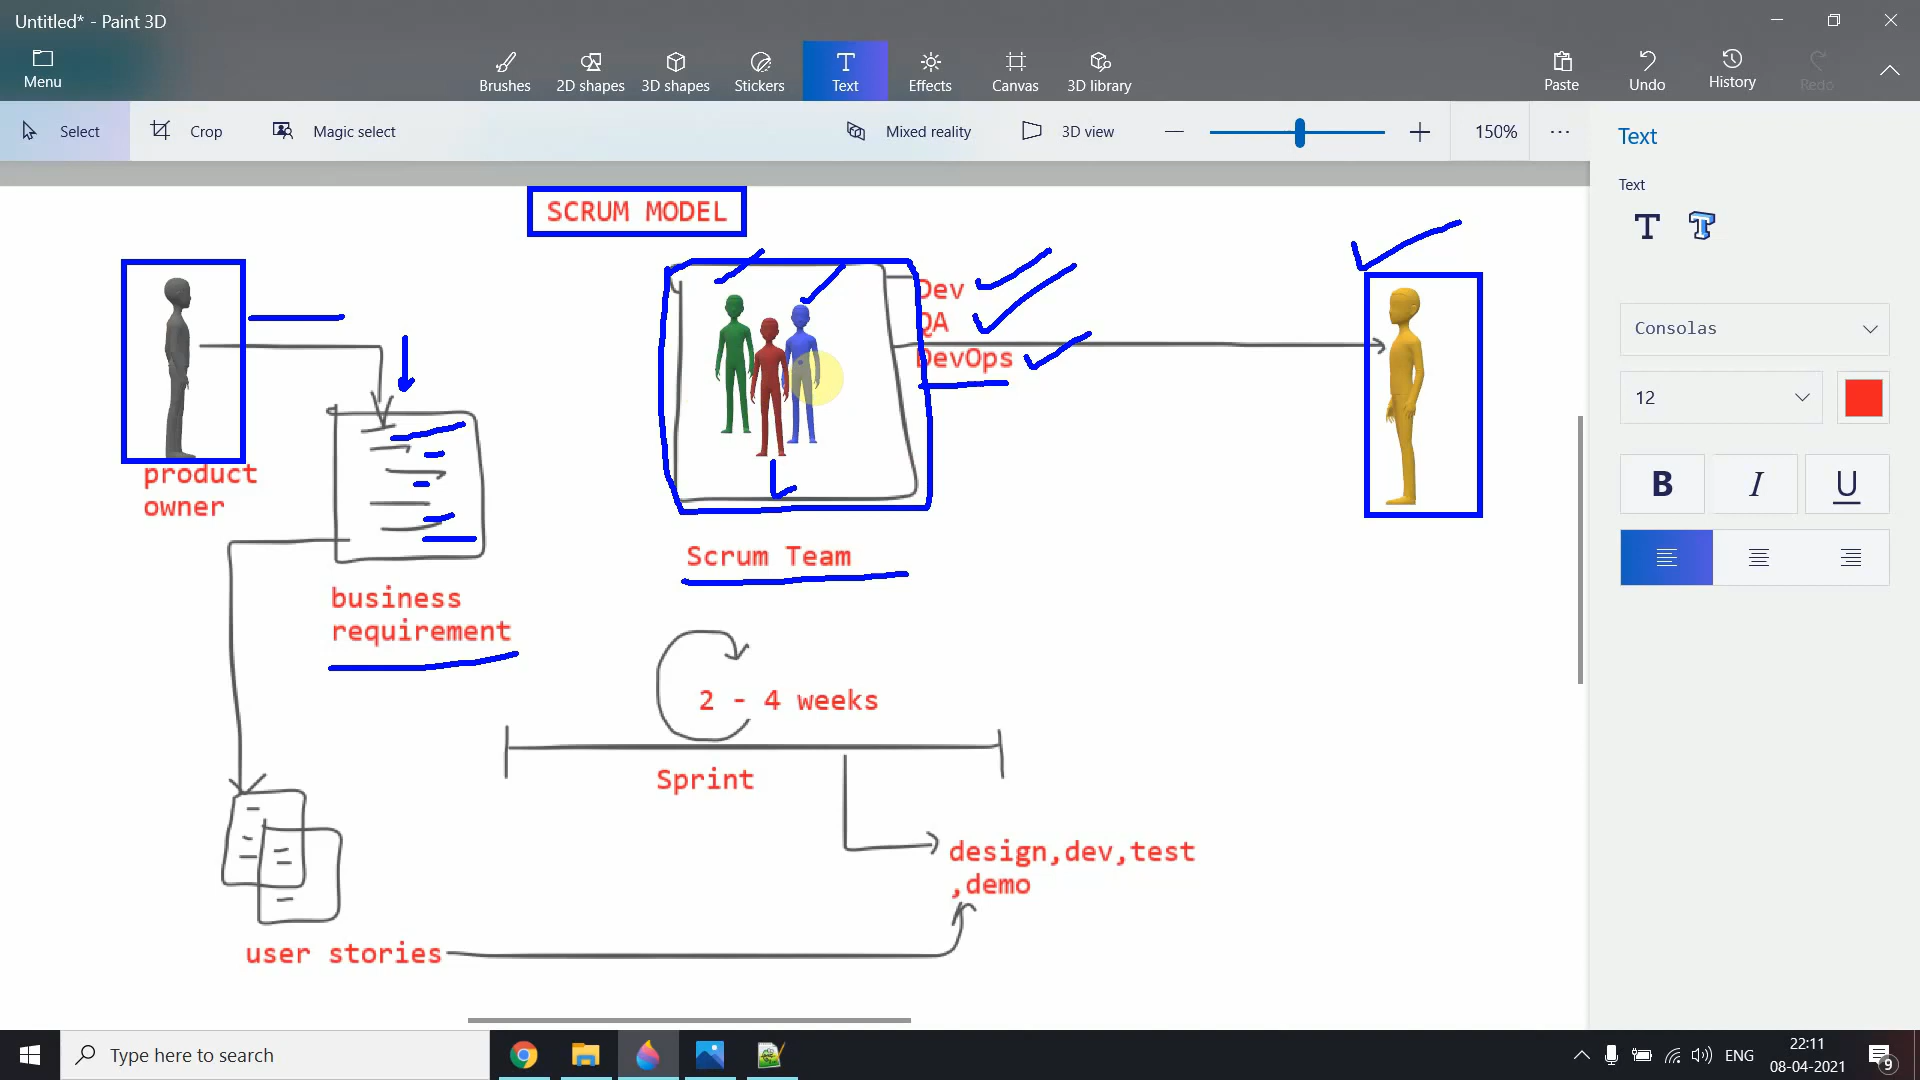 Untitled* - Paint 3D
Menu
Brushes
2D shapes
3D shapes
Stickers
Text
Effects
Canvas
3D library
Paste
Undo
History
Redo
Select
Crop
Magic select
Mixed reality
3D view
150%
Text
Text
Consolas
12
B
I
U
SCRUM MODEL
Dev
QA
DevOps
product
owner
Scrum Team
business
requirement
2 - 4 weeks
Sprint
design,dev,test
,demo
user stories
Type here to search
ENG
22:11
08-04-2021
9